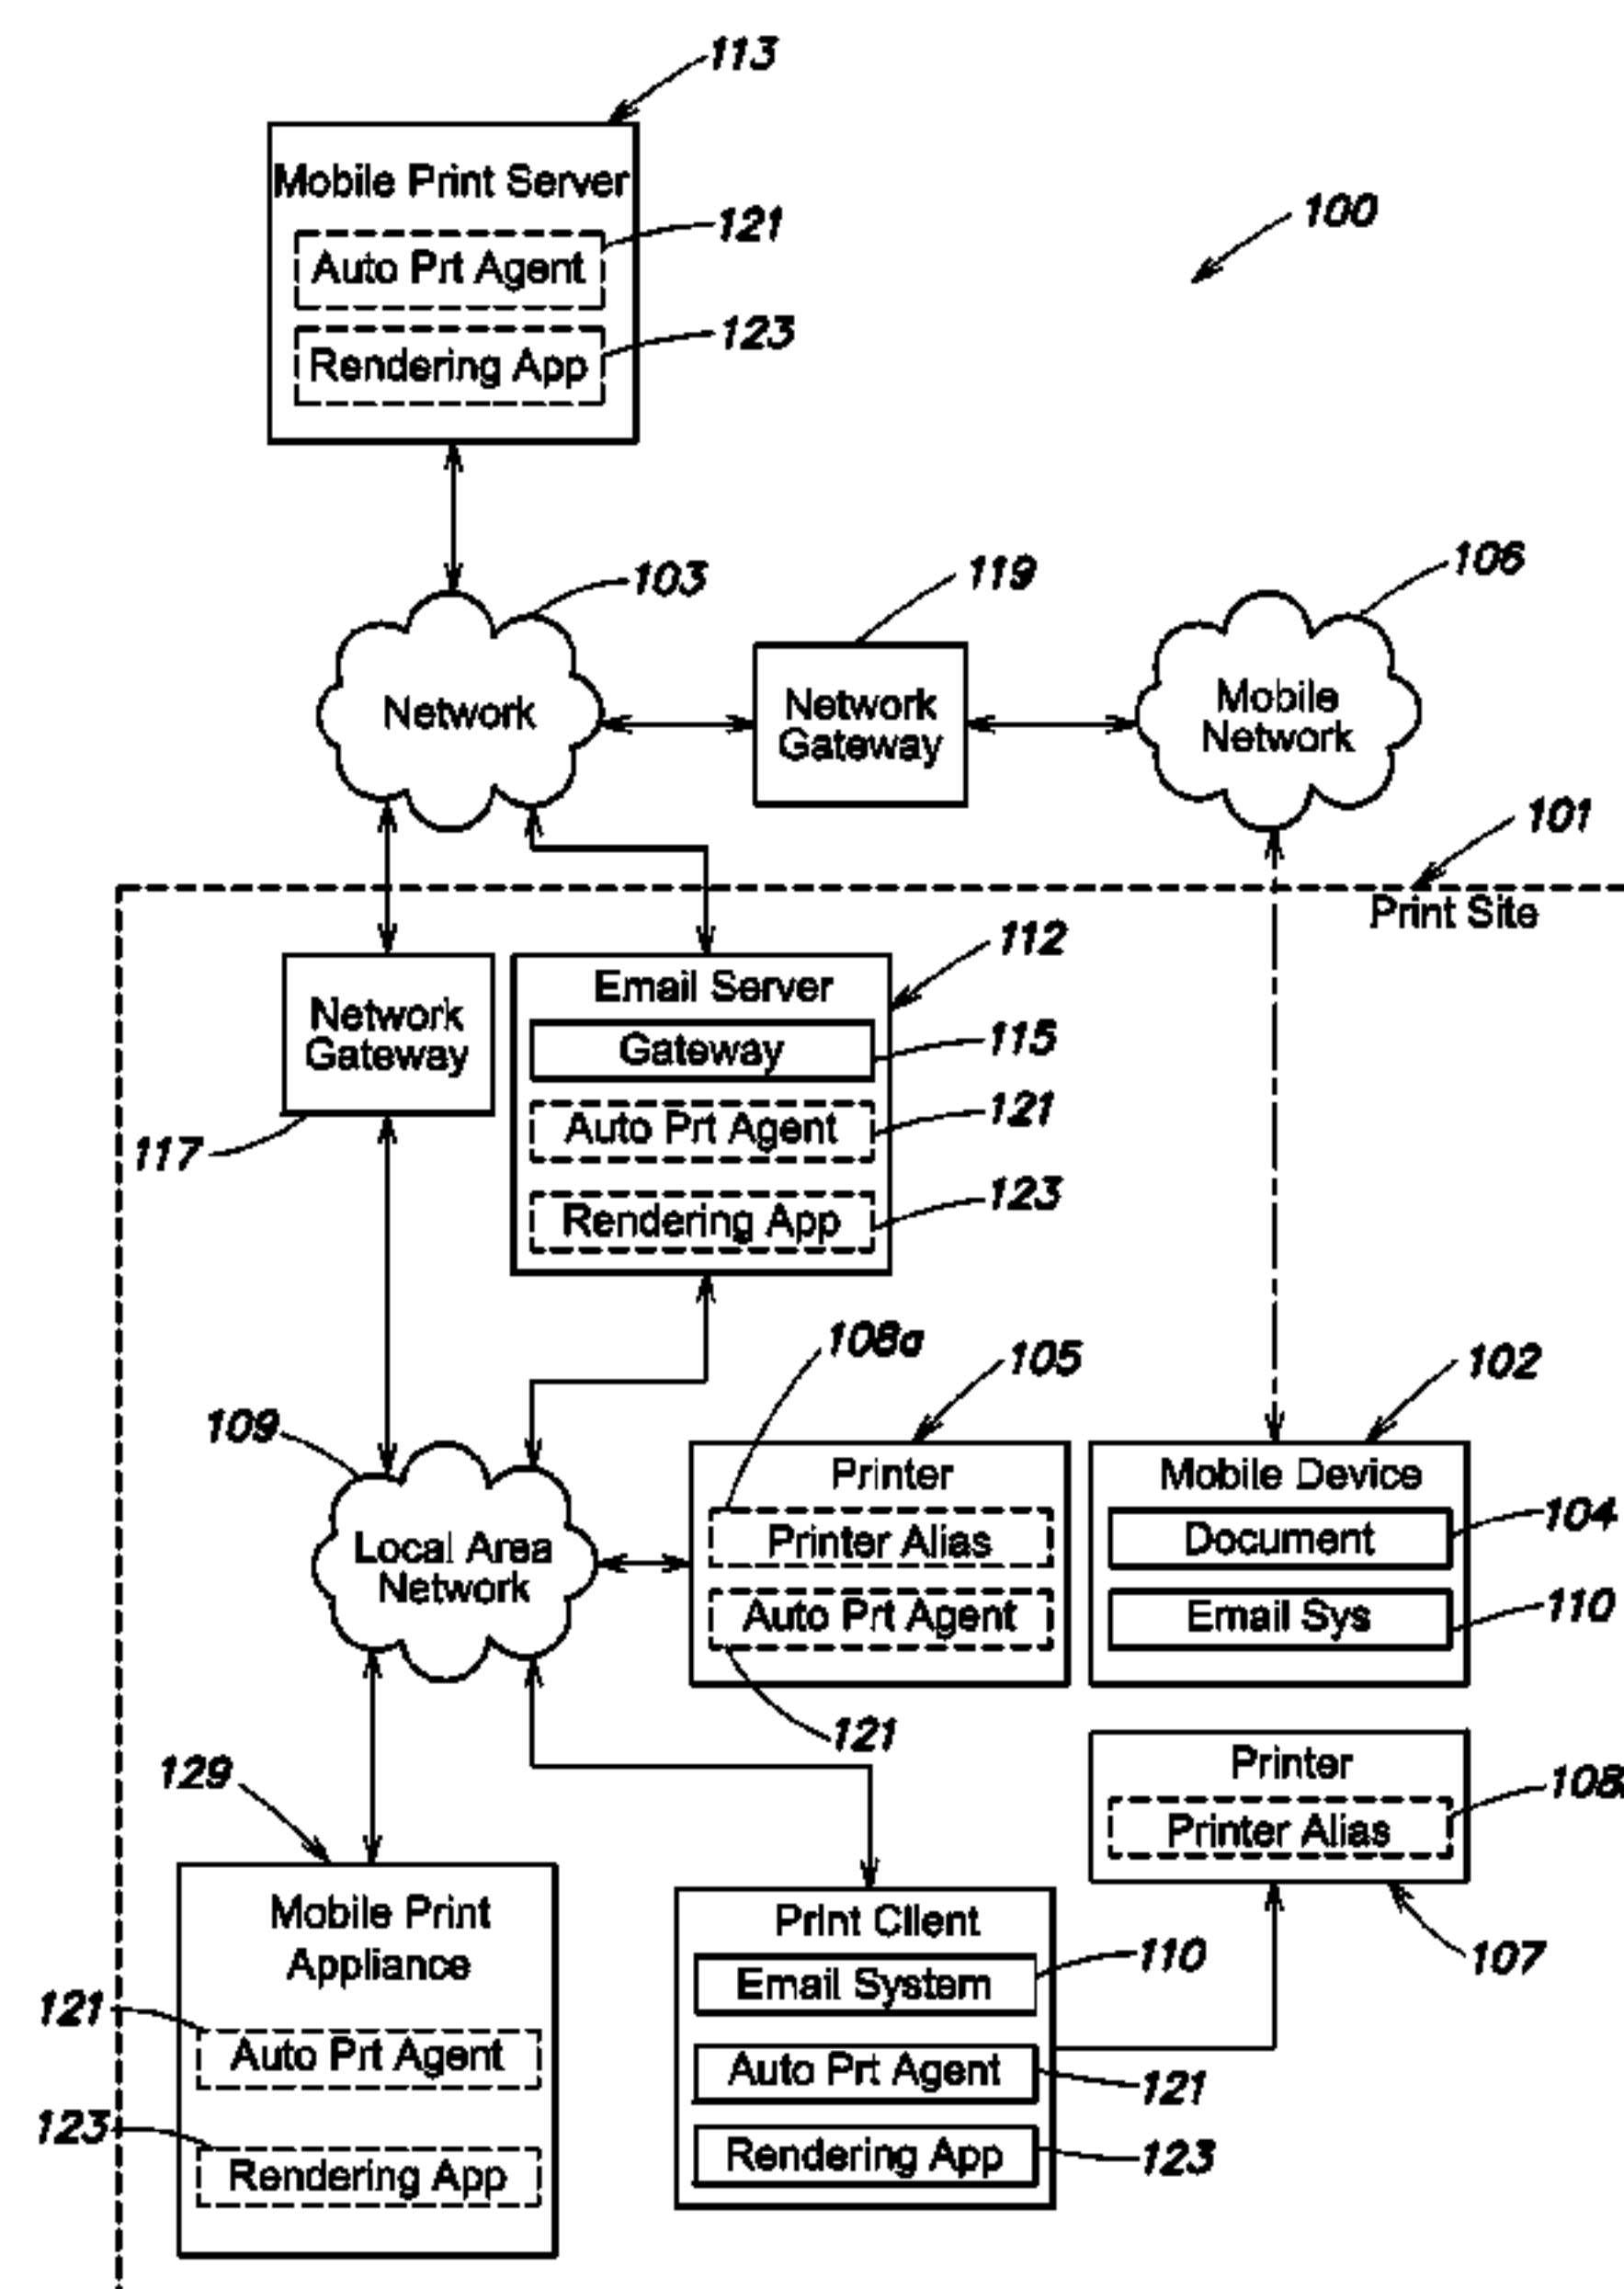 113
Mobile Print Server
121
Auto Prt Agent
123
Rendering App
100
103
Network
119
Network
Gateway
106
Mobile
Network
101
Print Site
Network
Gateway
117
112
Email Server
Gateway
115
Auto Prt Agent
121
Rendering App
123
109
Local Area
Network
108a
105
Printer
Printer Alias
Auto Prt Agent
121
102
Mobile Device
Document
104
Email Sys
110
Printer
Printer Alias
108
107
129
Mobile Print
Appliance
121
Auto Prt Agent
123
Rendering App
Print Client
Email System
110
Auto Prt Agent
121
Rendering App
123